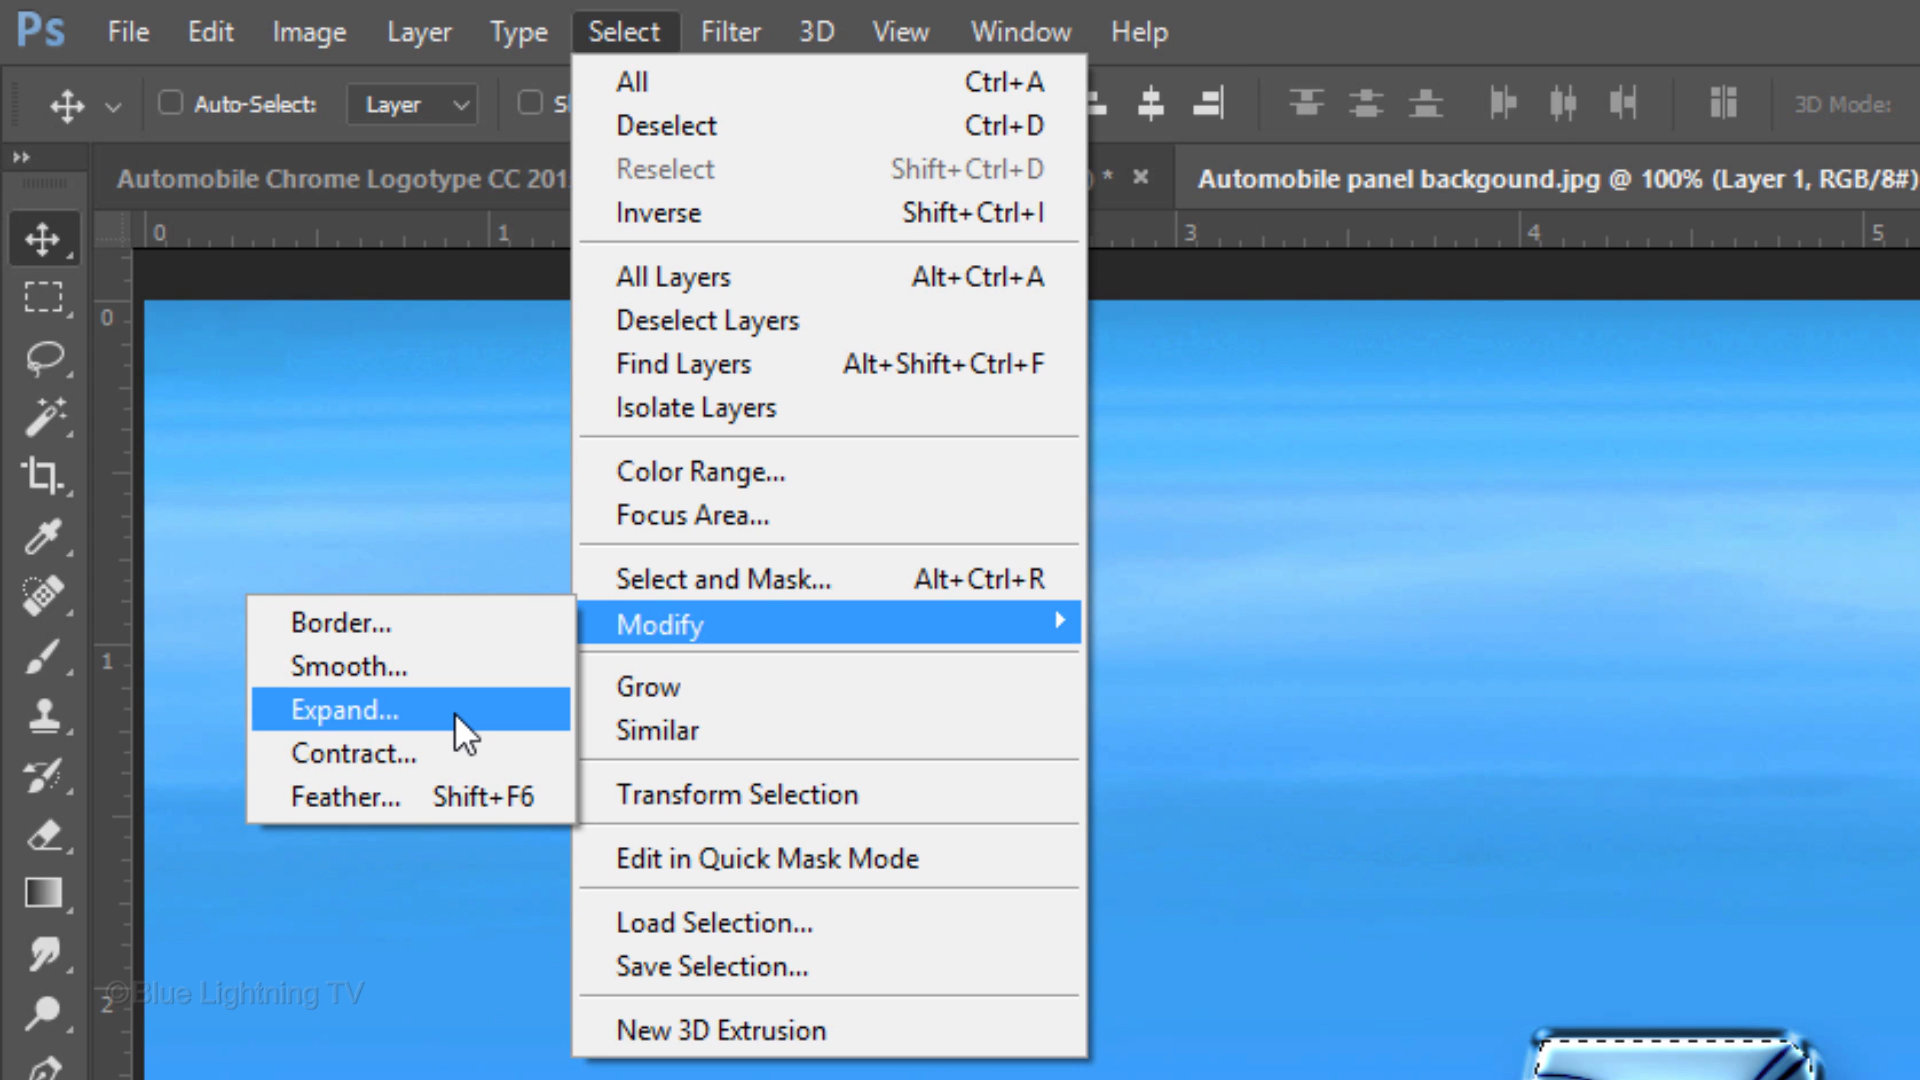 Ps File Edit Image Layer Type Select Filter 3D View Window Help
Auto-Select: Layer
3D Mode:
Automobile Chrome Logotype CC 201
* ×
Automobile panel backgound.jpg @ 100% (Layer 1, RGB/8#)
0 1 3 4 5
0
1
2
All Ctrl+A
Deselect Ctrl+D
Reselect Shift+Ctrl+D
Inverse Shift+Ctrl+I
All Layers Alt+Ctrl+A
Deselect Layers
Find Layers Alt+Shift+Ctrl+F
Isolate Layers
Color Range...
Focus Area...
Select and Mask... Alt+Ctrl+R
Modify
Grow
Similar
Transform Selection
Edit in Quick Mask Mode
Load Selection...
Save Selection...
New 3D Extrusion
Border...
Smooth...
Expand...
Contract...
Feather... Shift+F6
©Blue Lightning TV